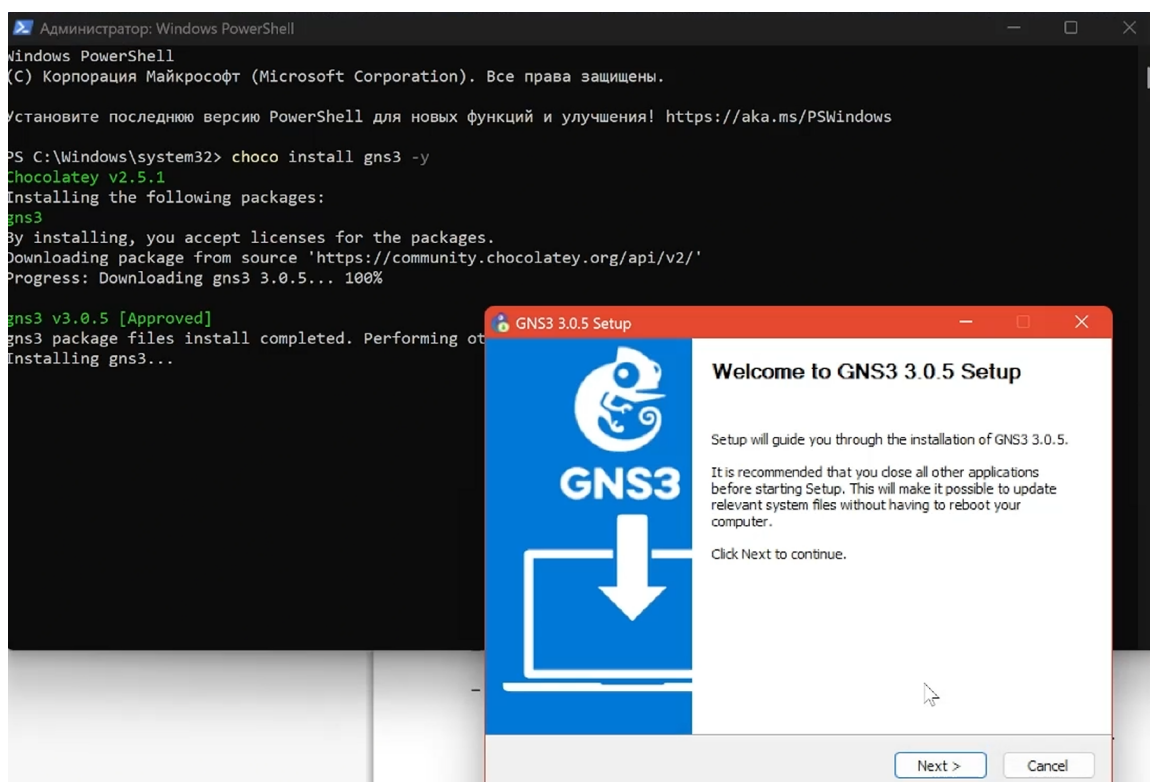 Администратор: Windows PowerShell
Windows PowerShell
(C) Корпорация Майкрософт (Microsoft Corporation). Все права защищены.
Установите последнюю версию PowerShell для новых функций и улучшения! https://aka.ms/PSWindows
PS C:\Windows\system32> choco install gns3 -y
Chocolatey v2.5.1
Installing the following packages:
gns3
By installing, you accept licenses for the packages.
Downloading package from source 'https://community.chocolatey.org/api/v2/'
Progress: Downloading gns3 3.0.5... 100%
gns3 v3.0.5 [Approved]
gns3 package files install completed. Performing ot
Installing gns3...
GNS3 3.0.5 Setup
GNS3
Welcome to GNS3 3.0.5 Setup
Setup will guide you through the installation of GNS3 3.0.5.
It is recommended that you close all other applications
before starting Setup. This will make it possible to update
relevant system files without having to reboot your
computer.
Click Next to continue.
Next >
Cancel